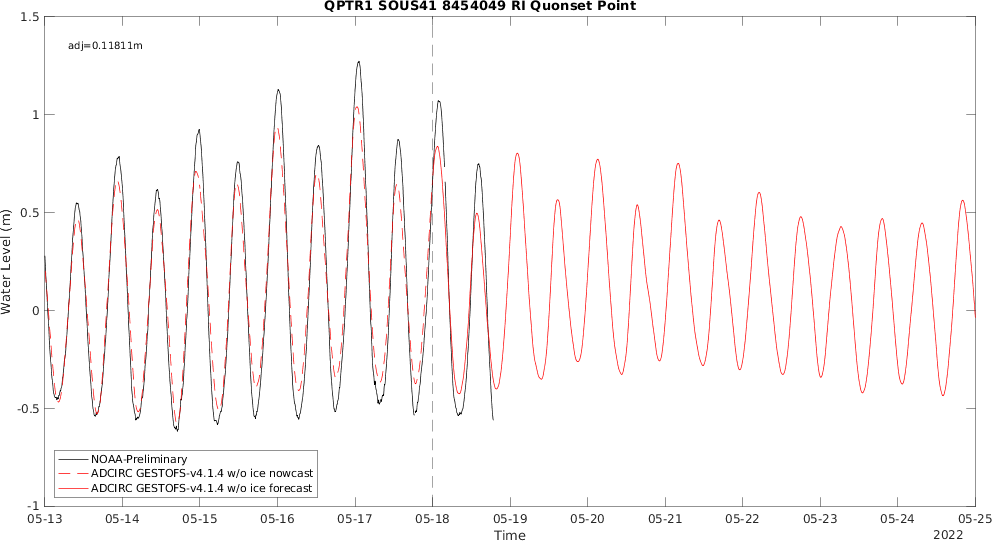 QPTR1 SOUS41 8454049 RI Quonset Point
adj=0.11811m
1.5
1
0.5
0
-0.5
-1
Water Level (m)
NOAA-Preliminary
ADCIRC GESTOFS-v4.1.4 w/o ice nowcast
ADCIRC GESTOFS-v4.1.4 w/o ice forecast
05-13 05-14 05-15 05-16 05-17 05-18 05-19 05-20 05-21 05-22 05-23 05-24 05-25
Time
2022